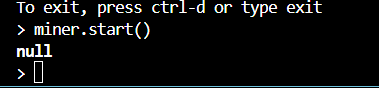 To exit, press ctrl-d or type exit
> miner.start()
null
>